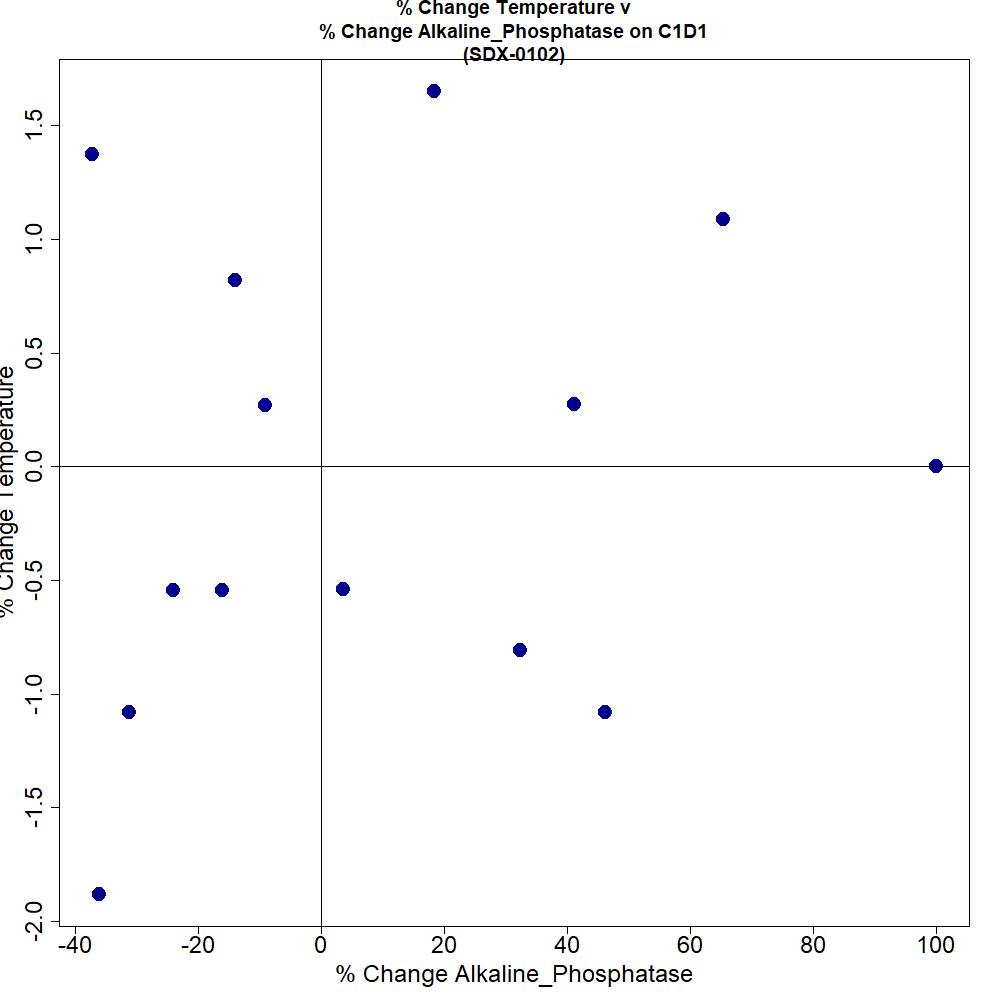 % Change Temperature v
% Change Alkaline_Phosphatase on C1D1
(SDX-0102)
% Change Temperature
1.5
1.0
0.5
0.0
-0.5
-1.0
-1.5
-2.0
-40 -20 0 20 40 60 80 100
% Change Alkaline_Phosphatase